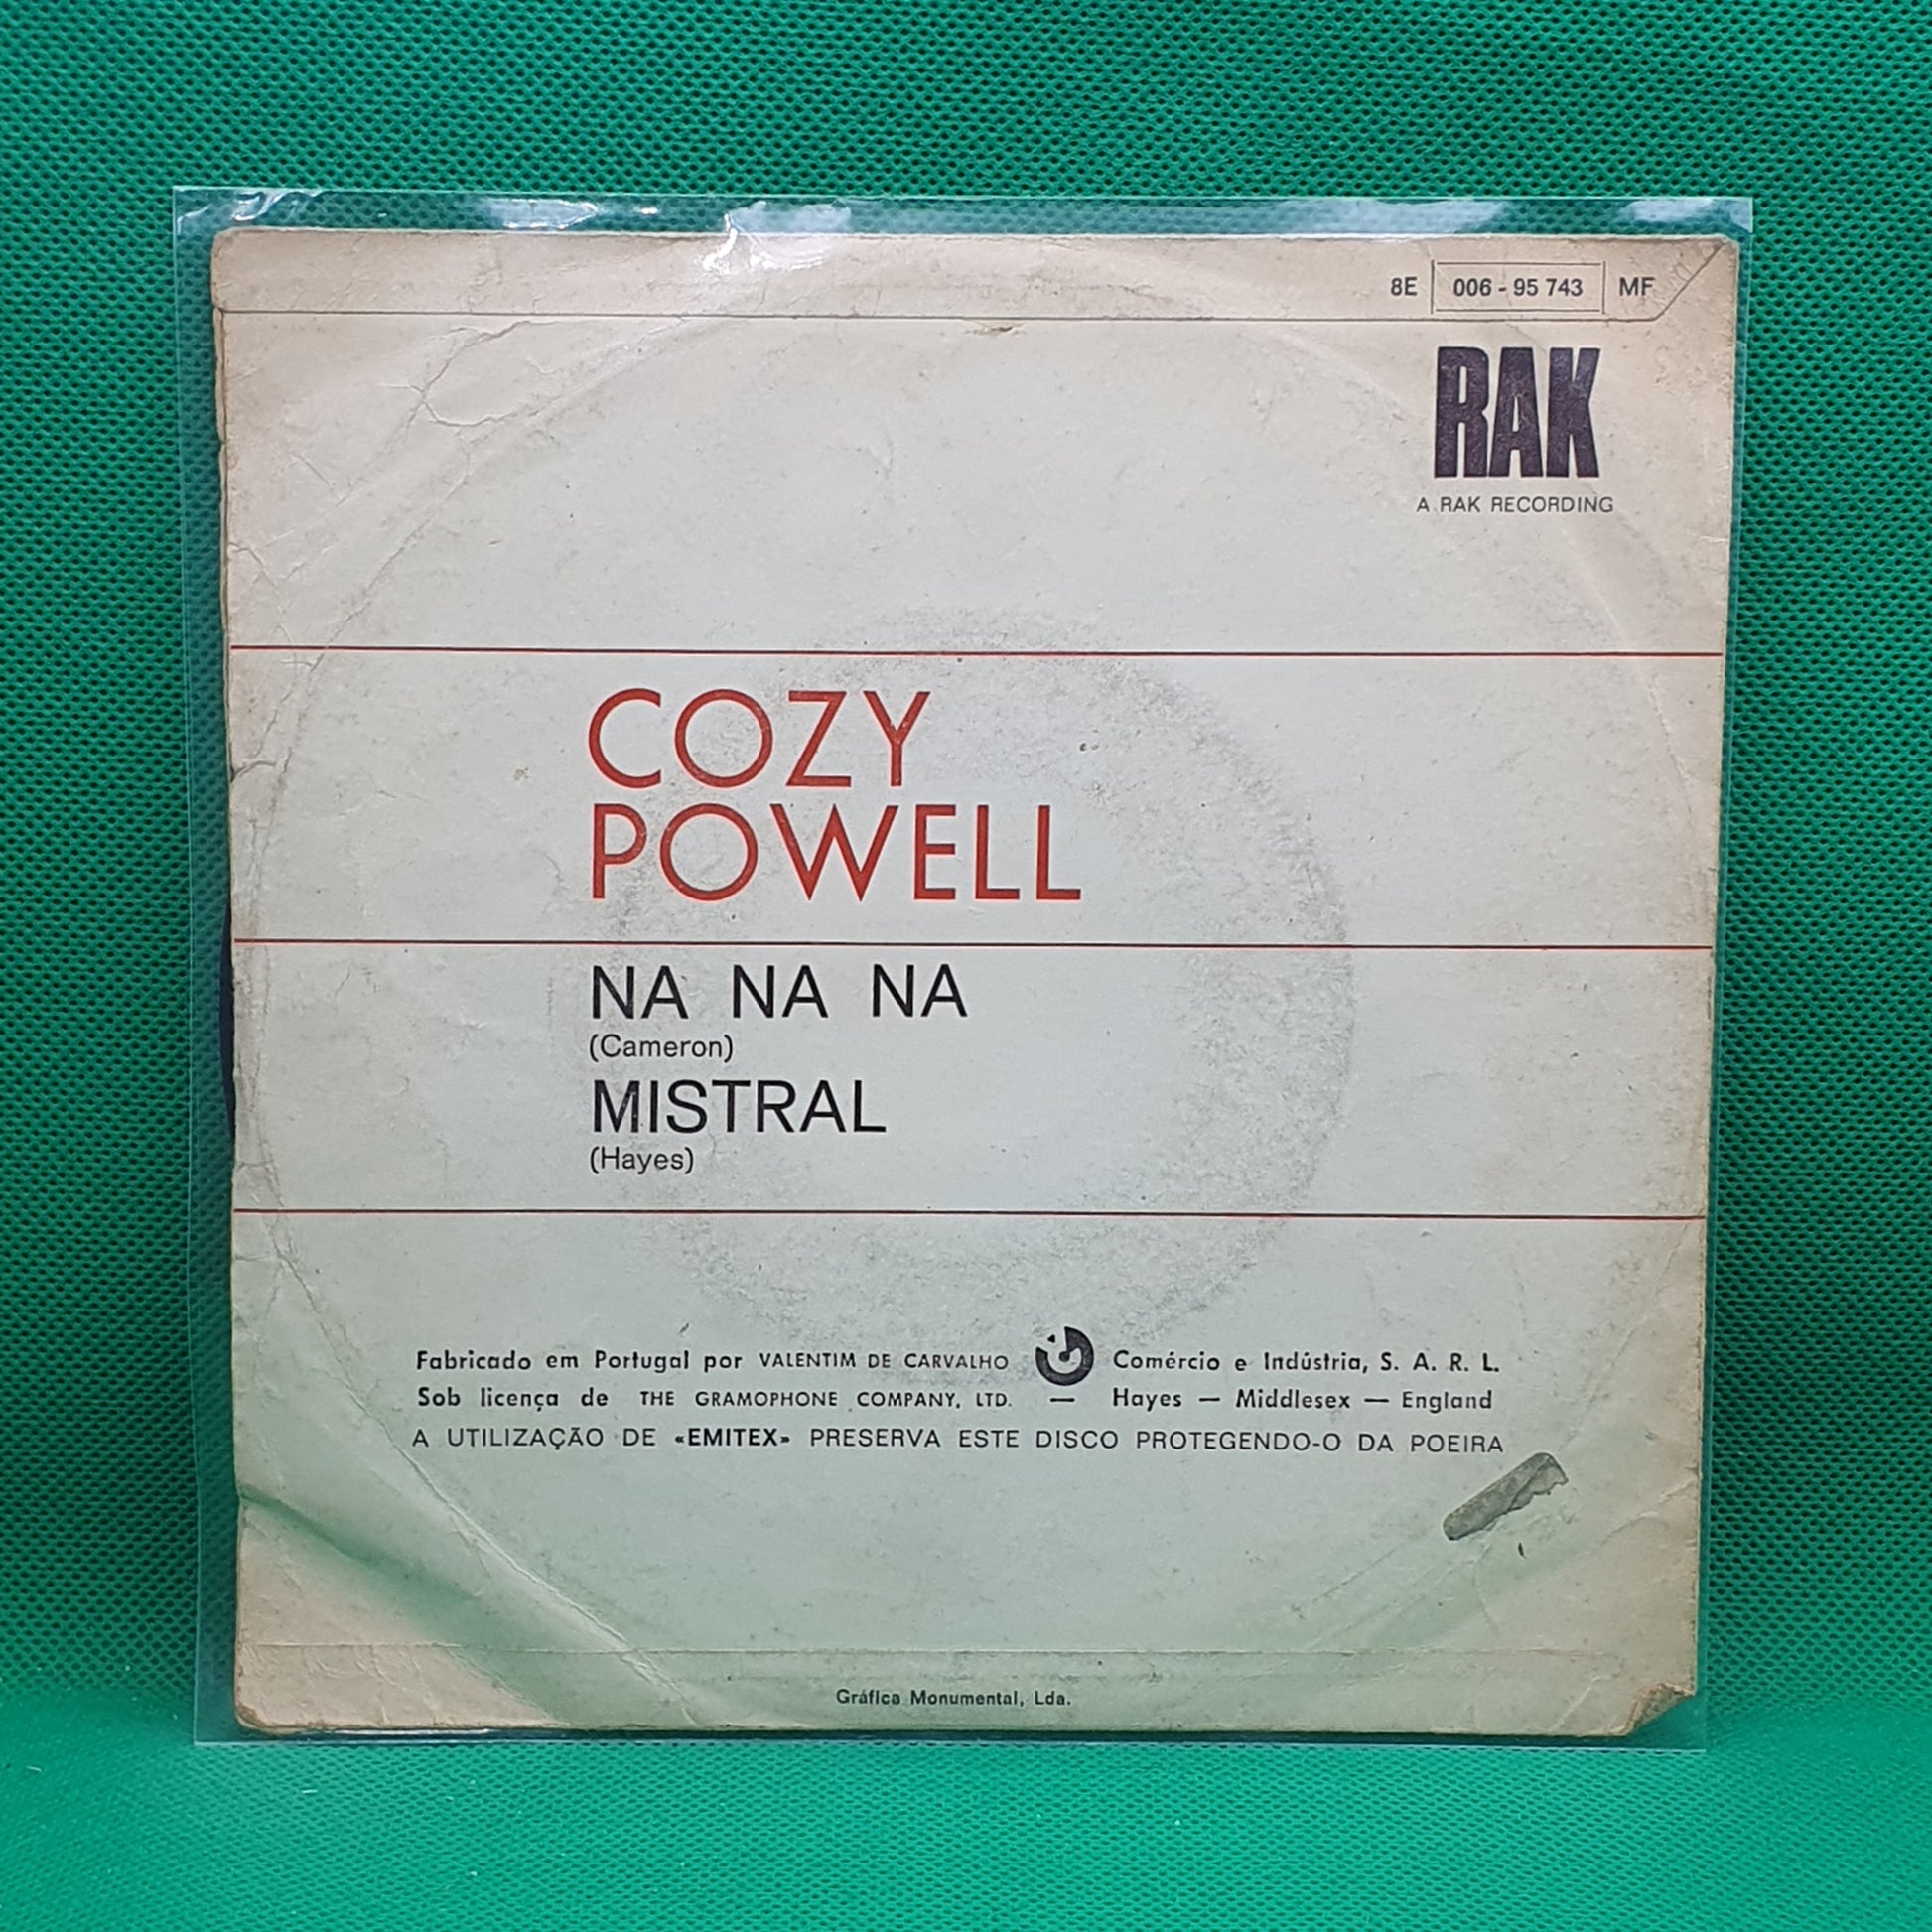 8E 006 - 95 743 MF
RAK
A RAK RECORDING
COZY
POWELL
NA NA NA
(Cameron)
MISTRAL
(Hayes)
Fabricado em Portugal por VALENTIM DE CARVALHO Comércio e Indústria, S. A. R. L.
Sob licença de THE GRAMOPHONE COMPANY, LTD. — Hayes — Middlesex — England
A UTILIZAÇÃO DE «EMITEX» PRESERVA ESTE DISCO PROTEGENDO-O DA POEIRA
Gráfica Monumental, Lda.